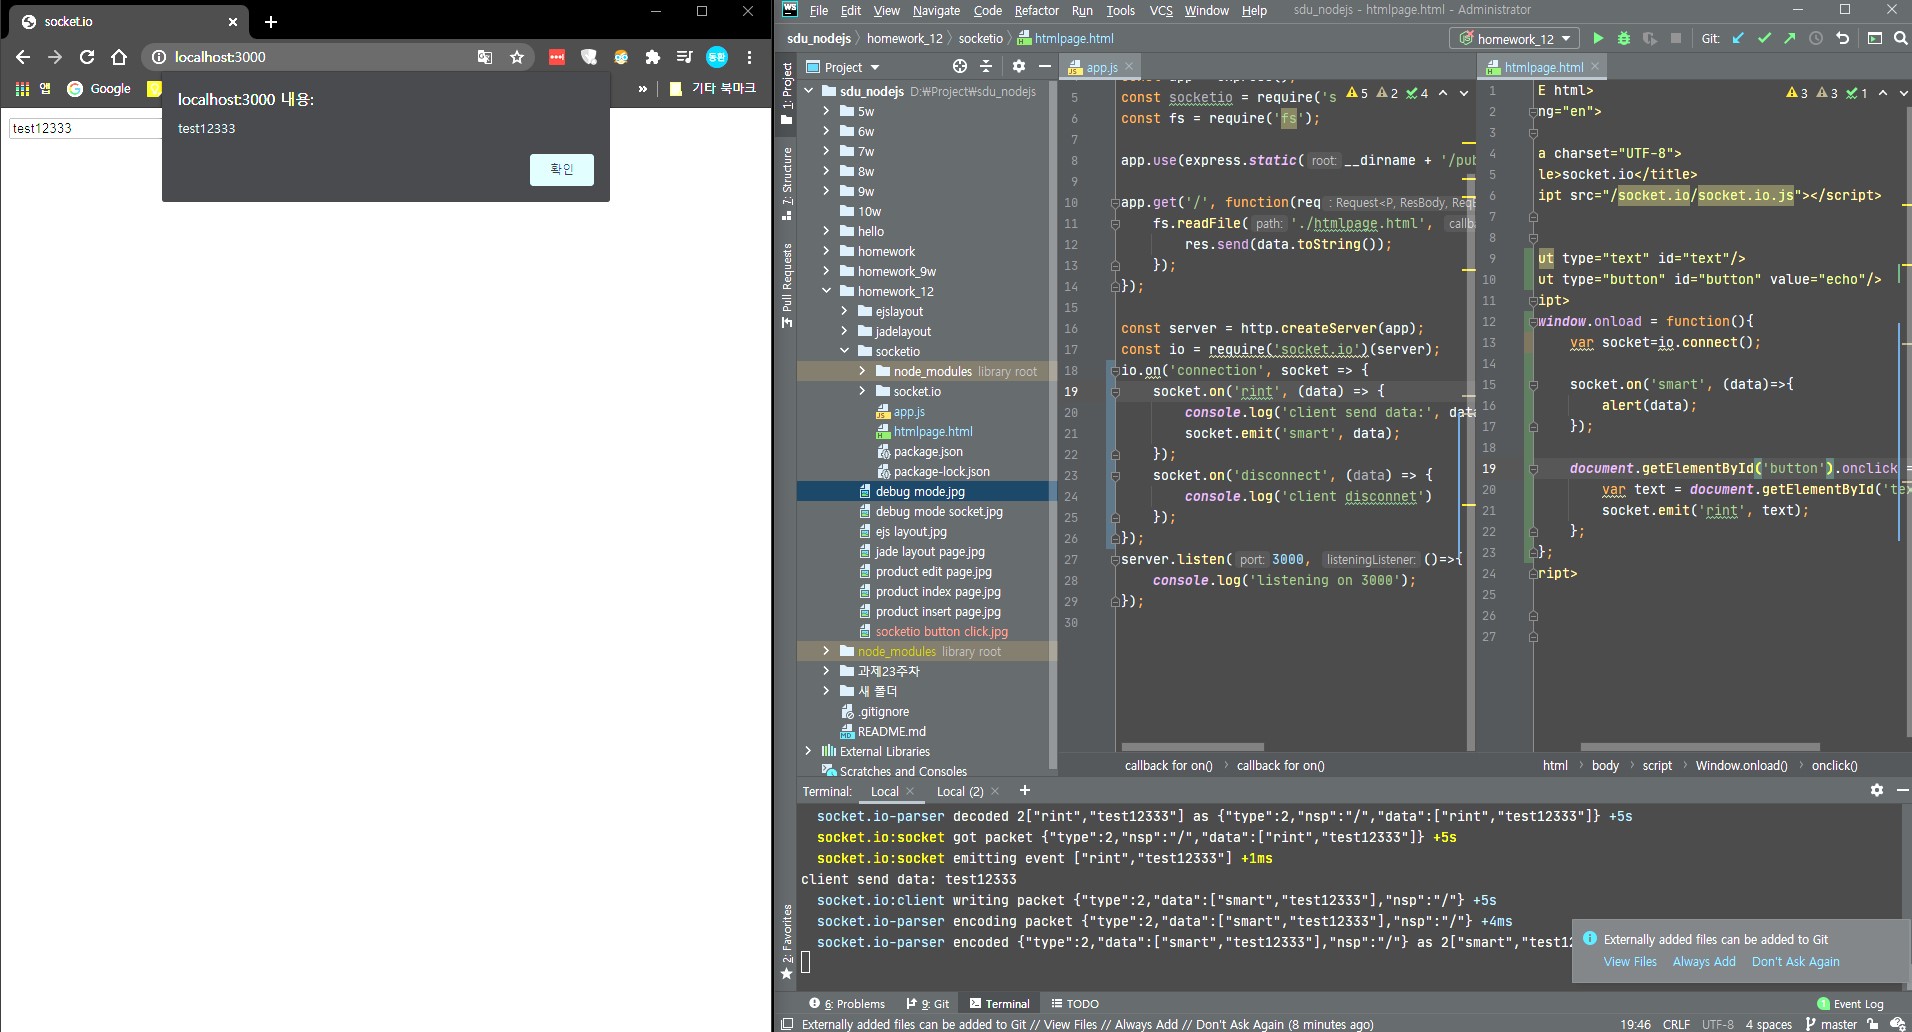 socket.io
localhost:3000
앱
Google
»
기타 북마크
localhost:3000 내용:
test12333
확인
test12333
File Edit View Navigate Code Refactor Run Tools VCS Window Help sdu_nodejs - htmlpage.html - Administrator
sdu_nodejs homework_12 socketio htmlpage.html
homework_12
Git:
Project
app.js
htmlpage.html
1: Project
7: Structure
Pull Requests
2: Favorites
sdu_nodejs D:₩Project₩sdu_nodejs
5w
6w
7w
8w
9w
10w
hello
homework
homework_9w
homework_12
ejslayout
jadelayout
socketio
node_modules library root
socket.io
app.js
htmlpage.html
package.json
package-lock.json
debug mode.jpg
debug mode socket.jpg
ejs layout.jpg
jade layout page.jpg
product edit page.jpg
product index page.jpg
product insert page.jpg
socketio button click.jpg
node_modules library root
과제23주차
새 폴더
.gitignore
README.md
External Libraries
Scratches and Consoles
5 2 4
5 const socketio = require('s
6 const fs = require('fs');
7
8 app.use(express.static( root: __dirname + '/pub
9
10 app.get('/', function(req : Request<P, ResBody, Req
11 fs.readFile( path: './htmlpage.html', callba
12 res.send(data.toString());
13 });
14 });
15
16 const server = http.createServer(app);
17 const io = require('socket.io')(server);
18 io.on('connection', socket => {
19 socket.on('rint', (data) => {
20 console.log('client send data:', data
21 socket.emit('smart', data);
22 });
23 socket.on('disconnect', (data) => {
24 console.log('client disconnet')
25 });
26 });
27 server.listen( port: 3000, listeningListener: ()=>{
28 console.log('listening on 3000');
29 });
30
callback for on() callback for on()
3 3 1
1 E html>
2 ng="en">
3
4 a charset="UTF-8">
5 le>socket.io</title>
6 ipt src="/socket.io/socket.io.js"></script>
7
8
9 ut type="text" id="text"/>
10 ut type="button" id="button" value="echo"/>
11 ipt>
12 window.onload = function(){
13 var socket=io.connect();
14
15 socket.on('smart', (data)=>{
16 alert(data);
17 });
18
19 document.getElementById('button').onclick =
20 var text = document.getElementById('tex
21 socket.emit('rint', text);
22 };
23 };
24 ript>
25
26
27
html body script Window.onload() onclick()
Terminal: Local Local (2)
socket.io-parser decoded 2["rint","test12333"] as {"type":2,"nsp":"/","data":["rint","test12333"]} +5s
socket.io:socket got packet {"type":2,"nsp":"/","data":["rint","test12333"]} +5s
socket.io:socket emitting event ["rint","test12333"] +1ms
client send data: test12333
socket.io:client writing packet {"type":2,"data":["smart","test12333"],"nsp":"/"} +5s
socket.io-parser encoding packet {"type":2,"data":["smart","test12333"],"nsp":"/"} +4ms
socket.io-parser encoded {"type":2,"data":["smart","test12333"],"nsp":"/"} as 2["smart","test12
Externally added files can be added to Git
View Files Always Add Don't Ask Again
6: Problems 9: Git Terminal TODO
1 Event Log
Externally added files can be added to Git // View Files // Always Add // Don't Ask Again (8 minutes ago)
19:46 CRLF UTF-8 4 spaces master